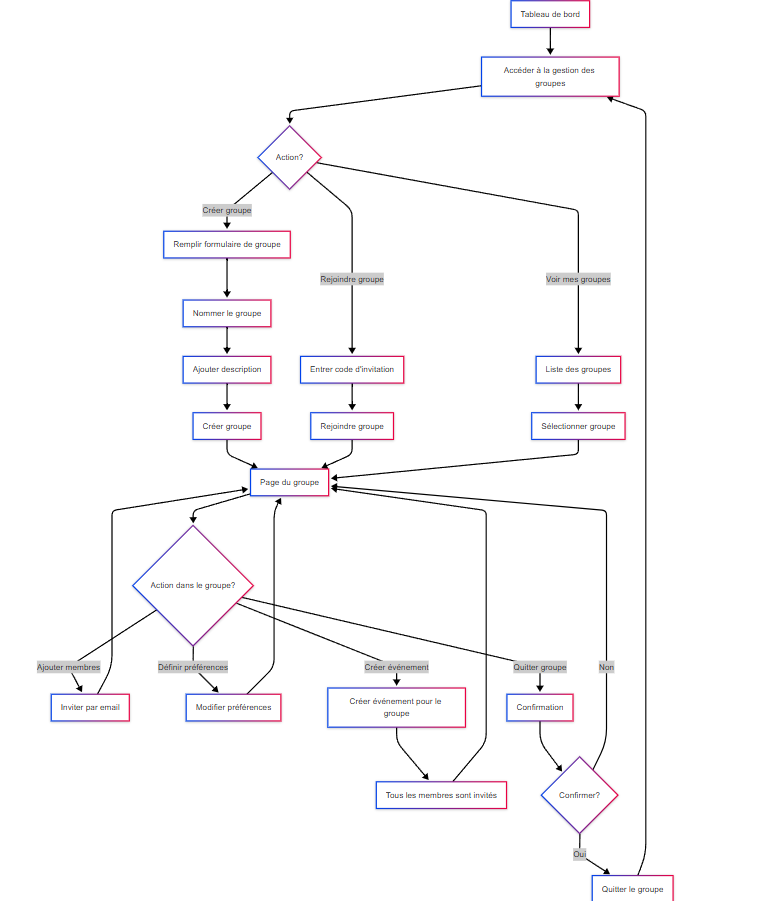 Tableau de bord
Accéder à la gestion des
groupes
Action?
Créer groupe
Remplir formulaire de groupe
Rejoindre groupe
Voir mes groupes
Nommer le groupe
Ajouter description
Entrer code d'invitation
Liste des groupes
Créer groupe
Rejoindre groupe
Sélectionner groupe
Page du groupe
Action dans le groupe?
Ajouter membres
Définir préférences
Créer événement
Quitter groupe
Non
Inviter par email
Modifier préférences
Créer événement pour le
groupe
Confirmation
Tous les membres sont invités
Confirmer?
Oui
Quitter le groupe